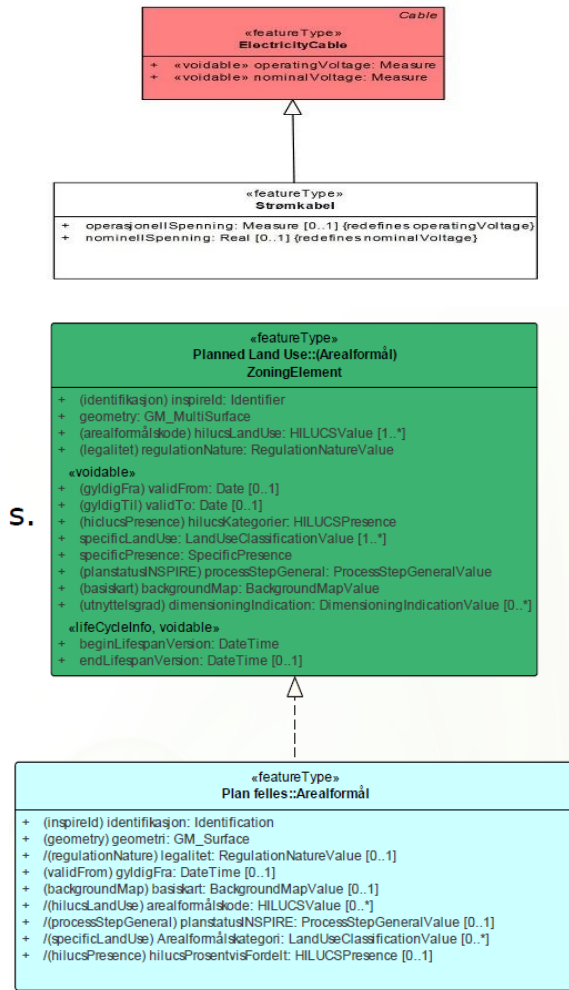 Cable
«featureType»
ElectricityCable
+ «voidable» operatingVoltage: Measure
+ «voidable» nominalVoltage: Measure
«featureType»
Strømkabel
+ operasjonellSpenning: Measure [0..1] {redefines operatingVoltage}
+ nominellSpenning: Real [0..1] {redefines nominalVoltage}
«featureType»
Planned Land Use::(Arealformål)
ZoningElement
+ (identifikasjon) inspireId: Identifier
+ geometry: GM_MultiSurface
+ (arealformålskode) hilucsLandUse: HILUCSValue [1..*]
+ (legalitet) regulationNature: RegulationNatureValue
«voidable»
+ (gyldigFra) validFrom: Date [0..1]
+ (gyldigTil) validTo: Date [0..1]
+ (hiclucsPresence) hilucsKategorier: HILUCSPresence
s.
+ specificLandUse: LandUseClassificationValue [1..*]
+ specificPresence: SpecificPresence
+ (planstatusINSPIRE) processStepGeneral: ProcessStepGeneralValue
+ (basiskart) backgroundMap: BackgroundMapValue
+ (utnyttelsgrad) dimensioningIndication: DimensioningIndicationValue [0..*]
«lifeCycleInfo, voidable»
+ beginLifespanVersion: DateTime
+ endLifespanVersion: DateTime [0..1]
«featureType»
Plan felles::Arealformål
+ (inspireId) identifikasjon: Identification
+ (geometry) geometri: GM_Surface
+ /(regulationNature) legalitet: RegulationNatureValue [0..1]
+ (validFrom) gyldigFra: DateTime [0..1]
+ (backgroundMap) basiskart: BackgroundMapValue [0..1]
+ /(hilucsLandUse) arealformålskode: HILUCSValue [0..*]
+ /(processStepGeneral) planstatusINSPIRE: ProcessStepGeneralValue [0..1]
+ /(specificLandUse) Arealformålskategori: LandUseClassificationValue [0..*]
+ /(hilucsPresence) hilucsProsentvisFordelt: HILUCSPresence [0..1]